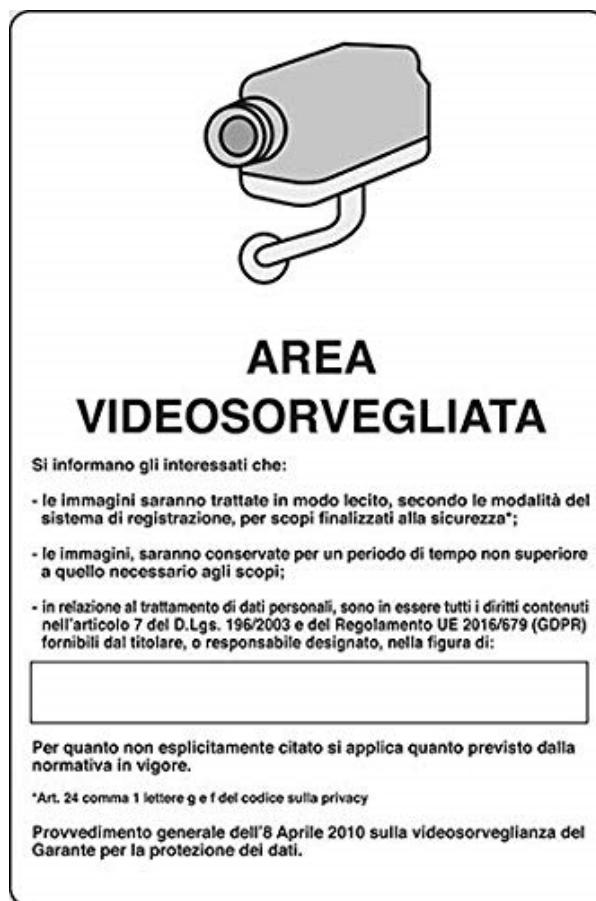 AREA
VIDEOSORVEGLIATA
Si informano gli interessati che:
- le immagini saranno trattate in modo lecito, secondo le modalità del
sistema di registrazione, per scopi finalizzati alla sicurezza*;
- le immagini, saranno conservate per un periodo di tempo non superiore
a quello necessario agli scopi;
- in relazione al trattamento di dati personali, sono in essere tutti i diritti contenuti
nell'articolo 7 del D.Lgs. 196/2003 e del Regolamento UE 2016/679 (GDPR)
fornibili dal titolare, o responsabile designato, nella figura di:
Per quanto non esplicitamente citato si applica quanto previsto dalla
normativa in vigore.
*Art. 24 comma 1 lettere g e f del codice sulla privacy
Provvedimento generale dell'8 Aprile 2010 sulla videosorveglianza del
Garante per la protezione dei dati.